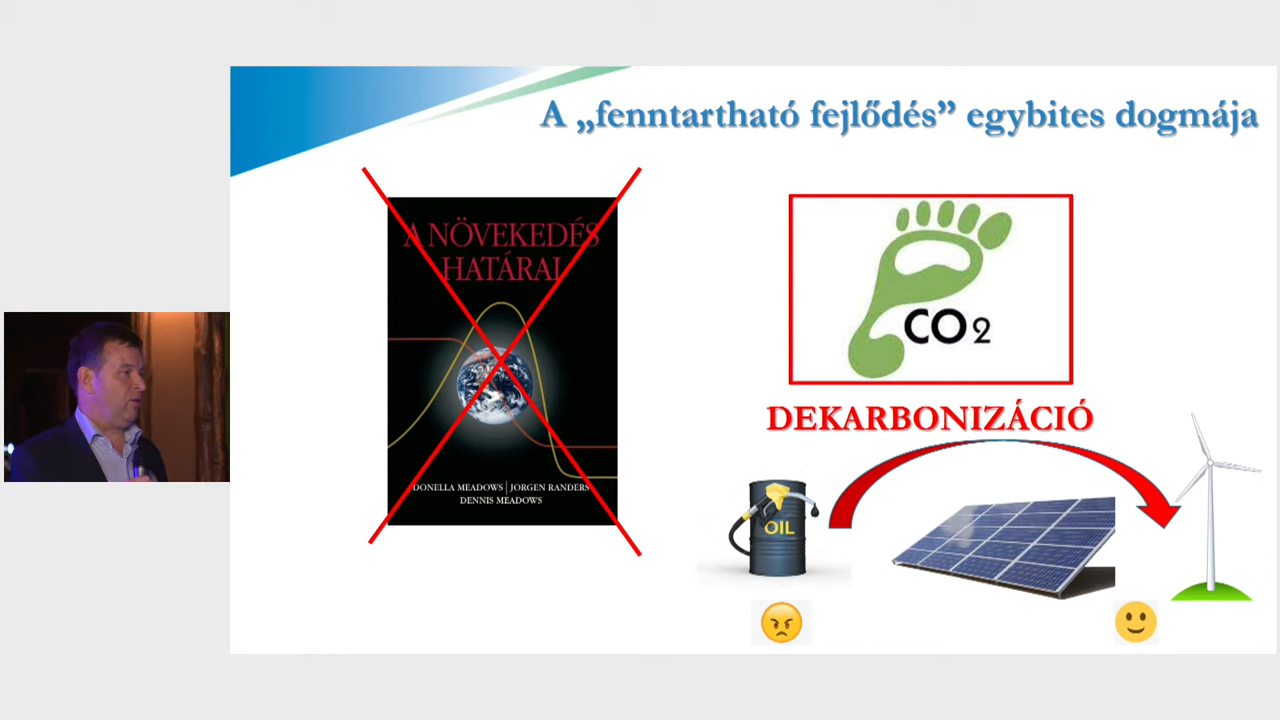 A „fenntartható fejlődés” egybites dogmája
A NÖVEKEDÉS
HATÁRAI
DONELLA MEADOWS | JORGEN RANDERS
DENNIS MEADOWS
CO2
DEKARBONIZÁCIÓ
OIL